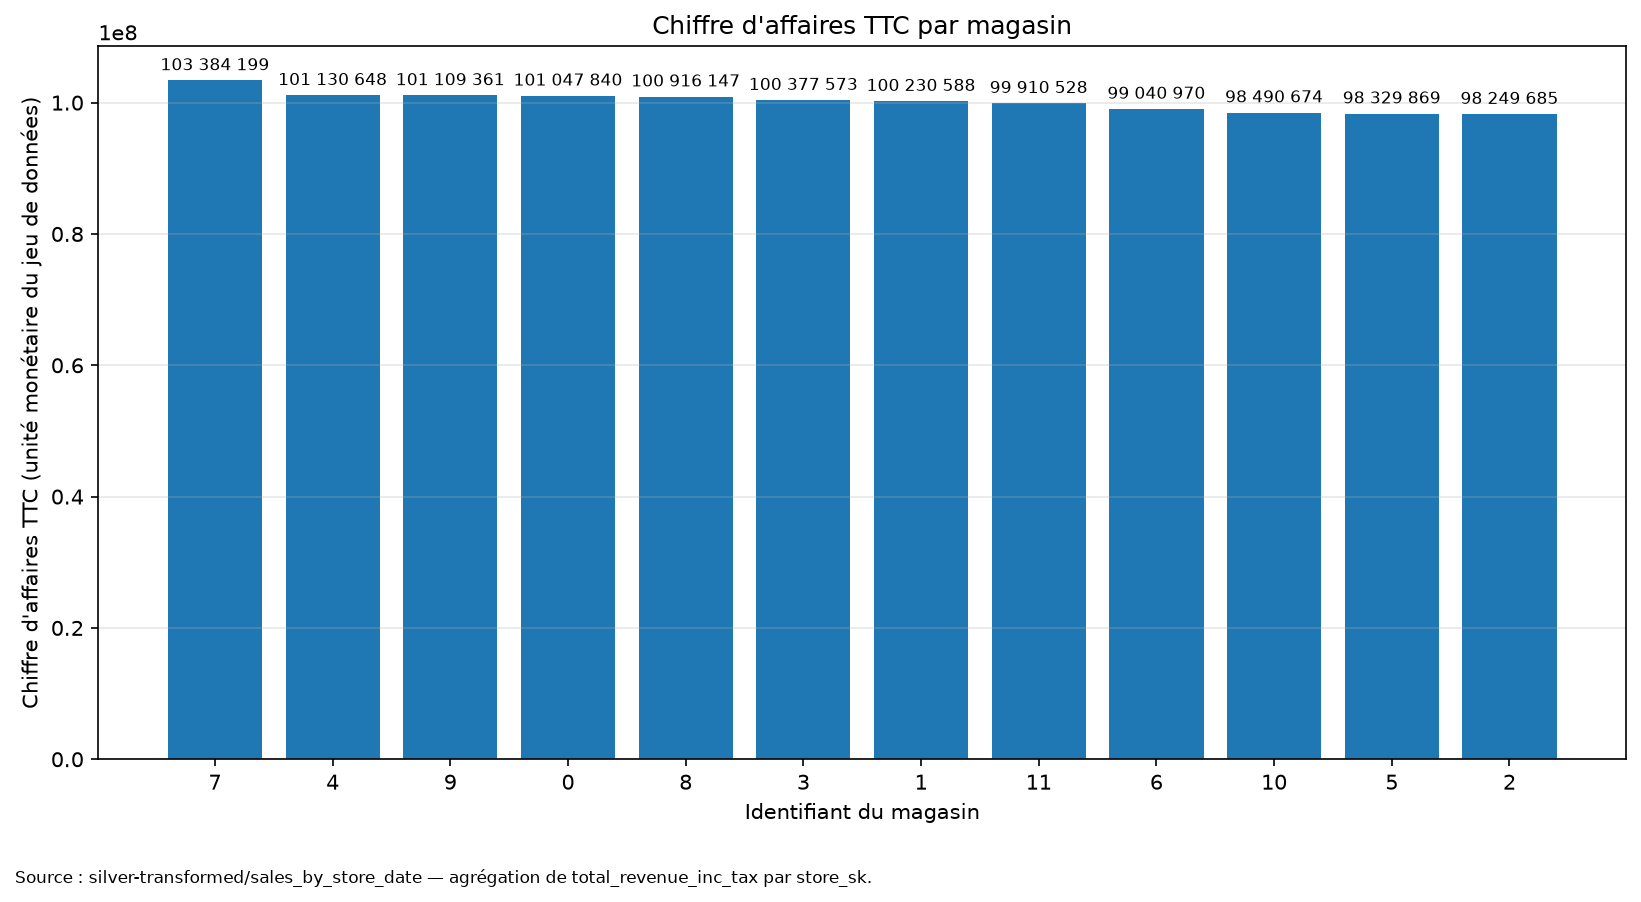 Chiffre d'affaires TTC par magasin
1e8
Chiffre d'affaires TTC (unité monétaire du jeu de données)
1.0
0.8
0.6
0.4
0.2
0.0
103 384 199
101 130 648
101 109 361
101 047 840
100 916 147
100 377 573
100 230 588
99 910 528
99 040 970
98 490 674
98 329 869
98 249 685
7 4 9 0 8 3 1 11 6 10 5 2
Identifiant du magasin
Source : silver-transformed/sales_by_store_date — agrégation de total_revenue_inc_tax par store_sk.